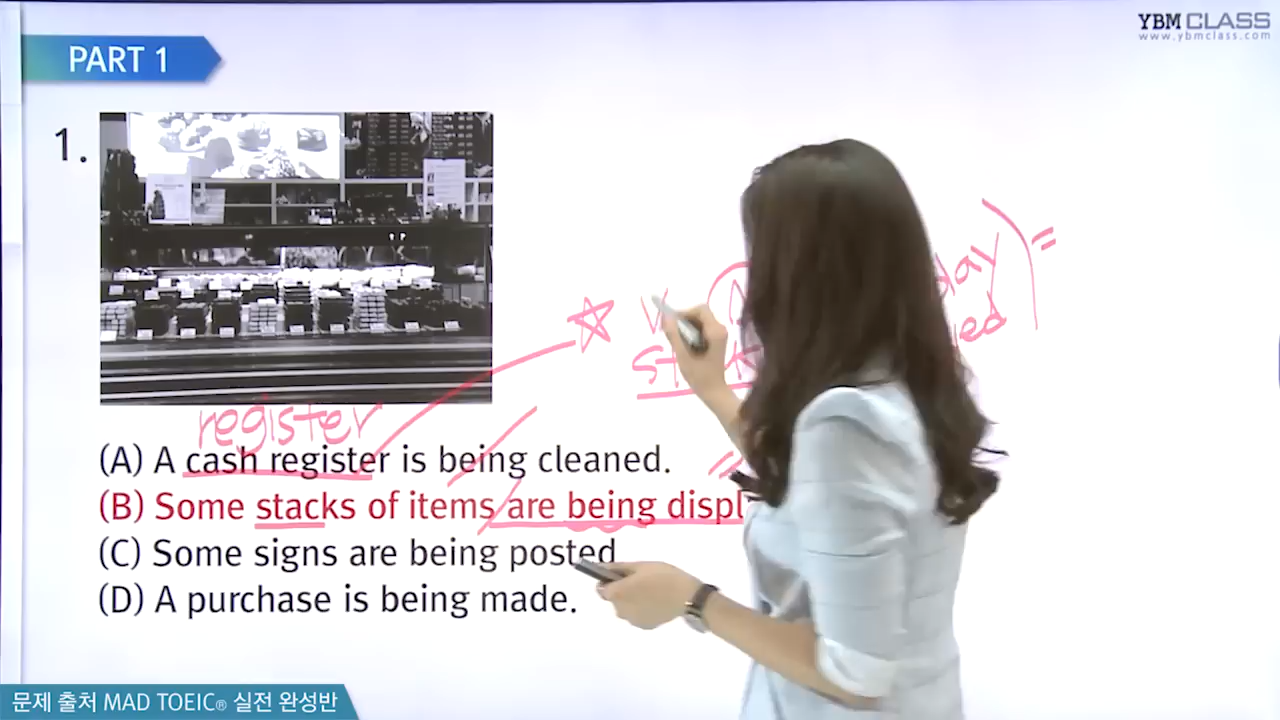 YBM CLASS
www.ybmclass.com
PART 1
1.
register
(A) A cash register is being cleaned.
(B) Some stacks of items are being displ
(C) Some signs are being posted
(D) A purchase is being made.
문제 출처 MAD TOEIC® 실전 완성반